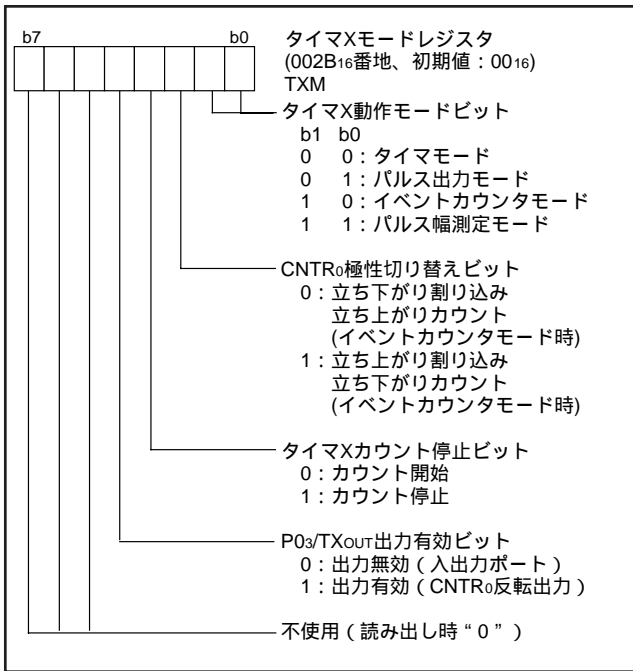 b7 b0
タイマXモードレジスタ
(002B16番地、初期値：0016)
TXM
タイマX動作モードビット
b1 b0
0 0：タイマモード
0 1：パルス出力モード
1 0：イベントカウンタモード
1 1：パルス幅測定モード
CNTR0極性切り替えビット
0：立ち下がり割り込み
立ち上がりカウント
(イベントカウンタモード時)
1：立ち上がり割り込み
立ち下がりカウント
(イベントカウンタモード時)
タイマXカウント停止ビット
0：カウント開始
1：カウント停止
P03/TXOUT出力有効ビット
0：出力無効（入出力ポート）
1：出力有効（CNTR0反転出力）
不使用（読み出し時“0”）